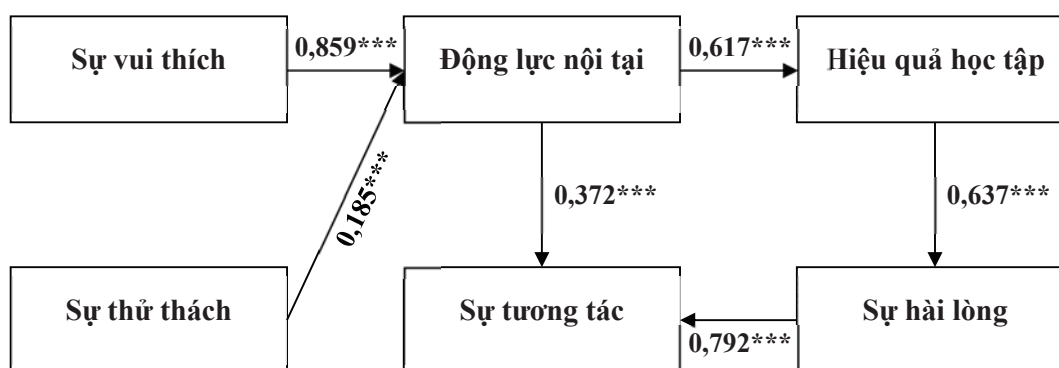 Sự vui thích
0,859***
Động lực nội tại
0,617***
Hiệu quả học tập
0,185***
0,372***
0,637***
Sự thử thách
Sự tương tác
0,792***
Sự hài lòng